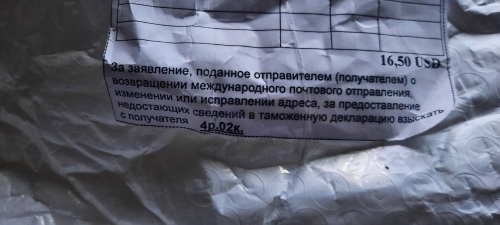 16,50 USD
За заявление, поданное отправителем (получателем) о
возвращении международного почтового отправления,
изменении или исправлении адреса, за предоставление
недостающих сведений в таможенную декларацию взыскать
с получателя 4р.02к.